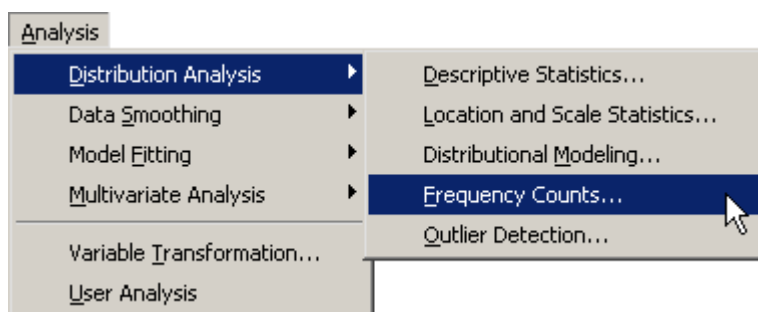 Analysis
Distribution Analysis
Data Smoothing
Model Fitting
Multivariate Analysis
Variable Transformation...
User Analysis
Descriptive Statistics...
Location and Scale Statistics...
Distributional Modeling...
Frequency Counts...
Outlier Detection...